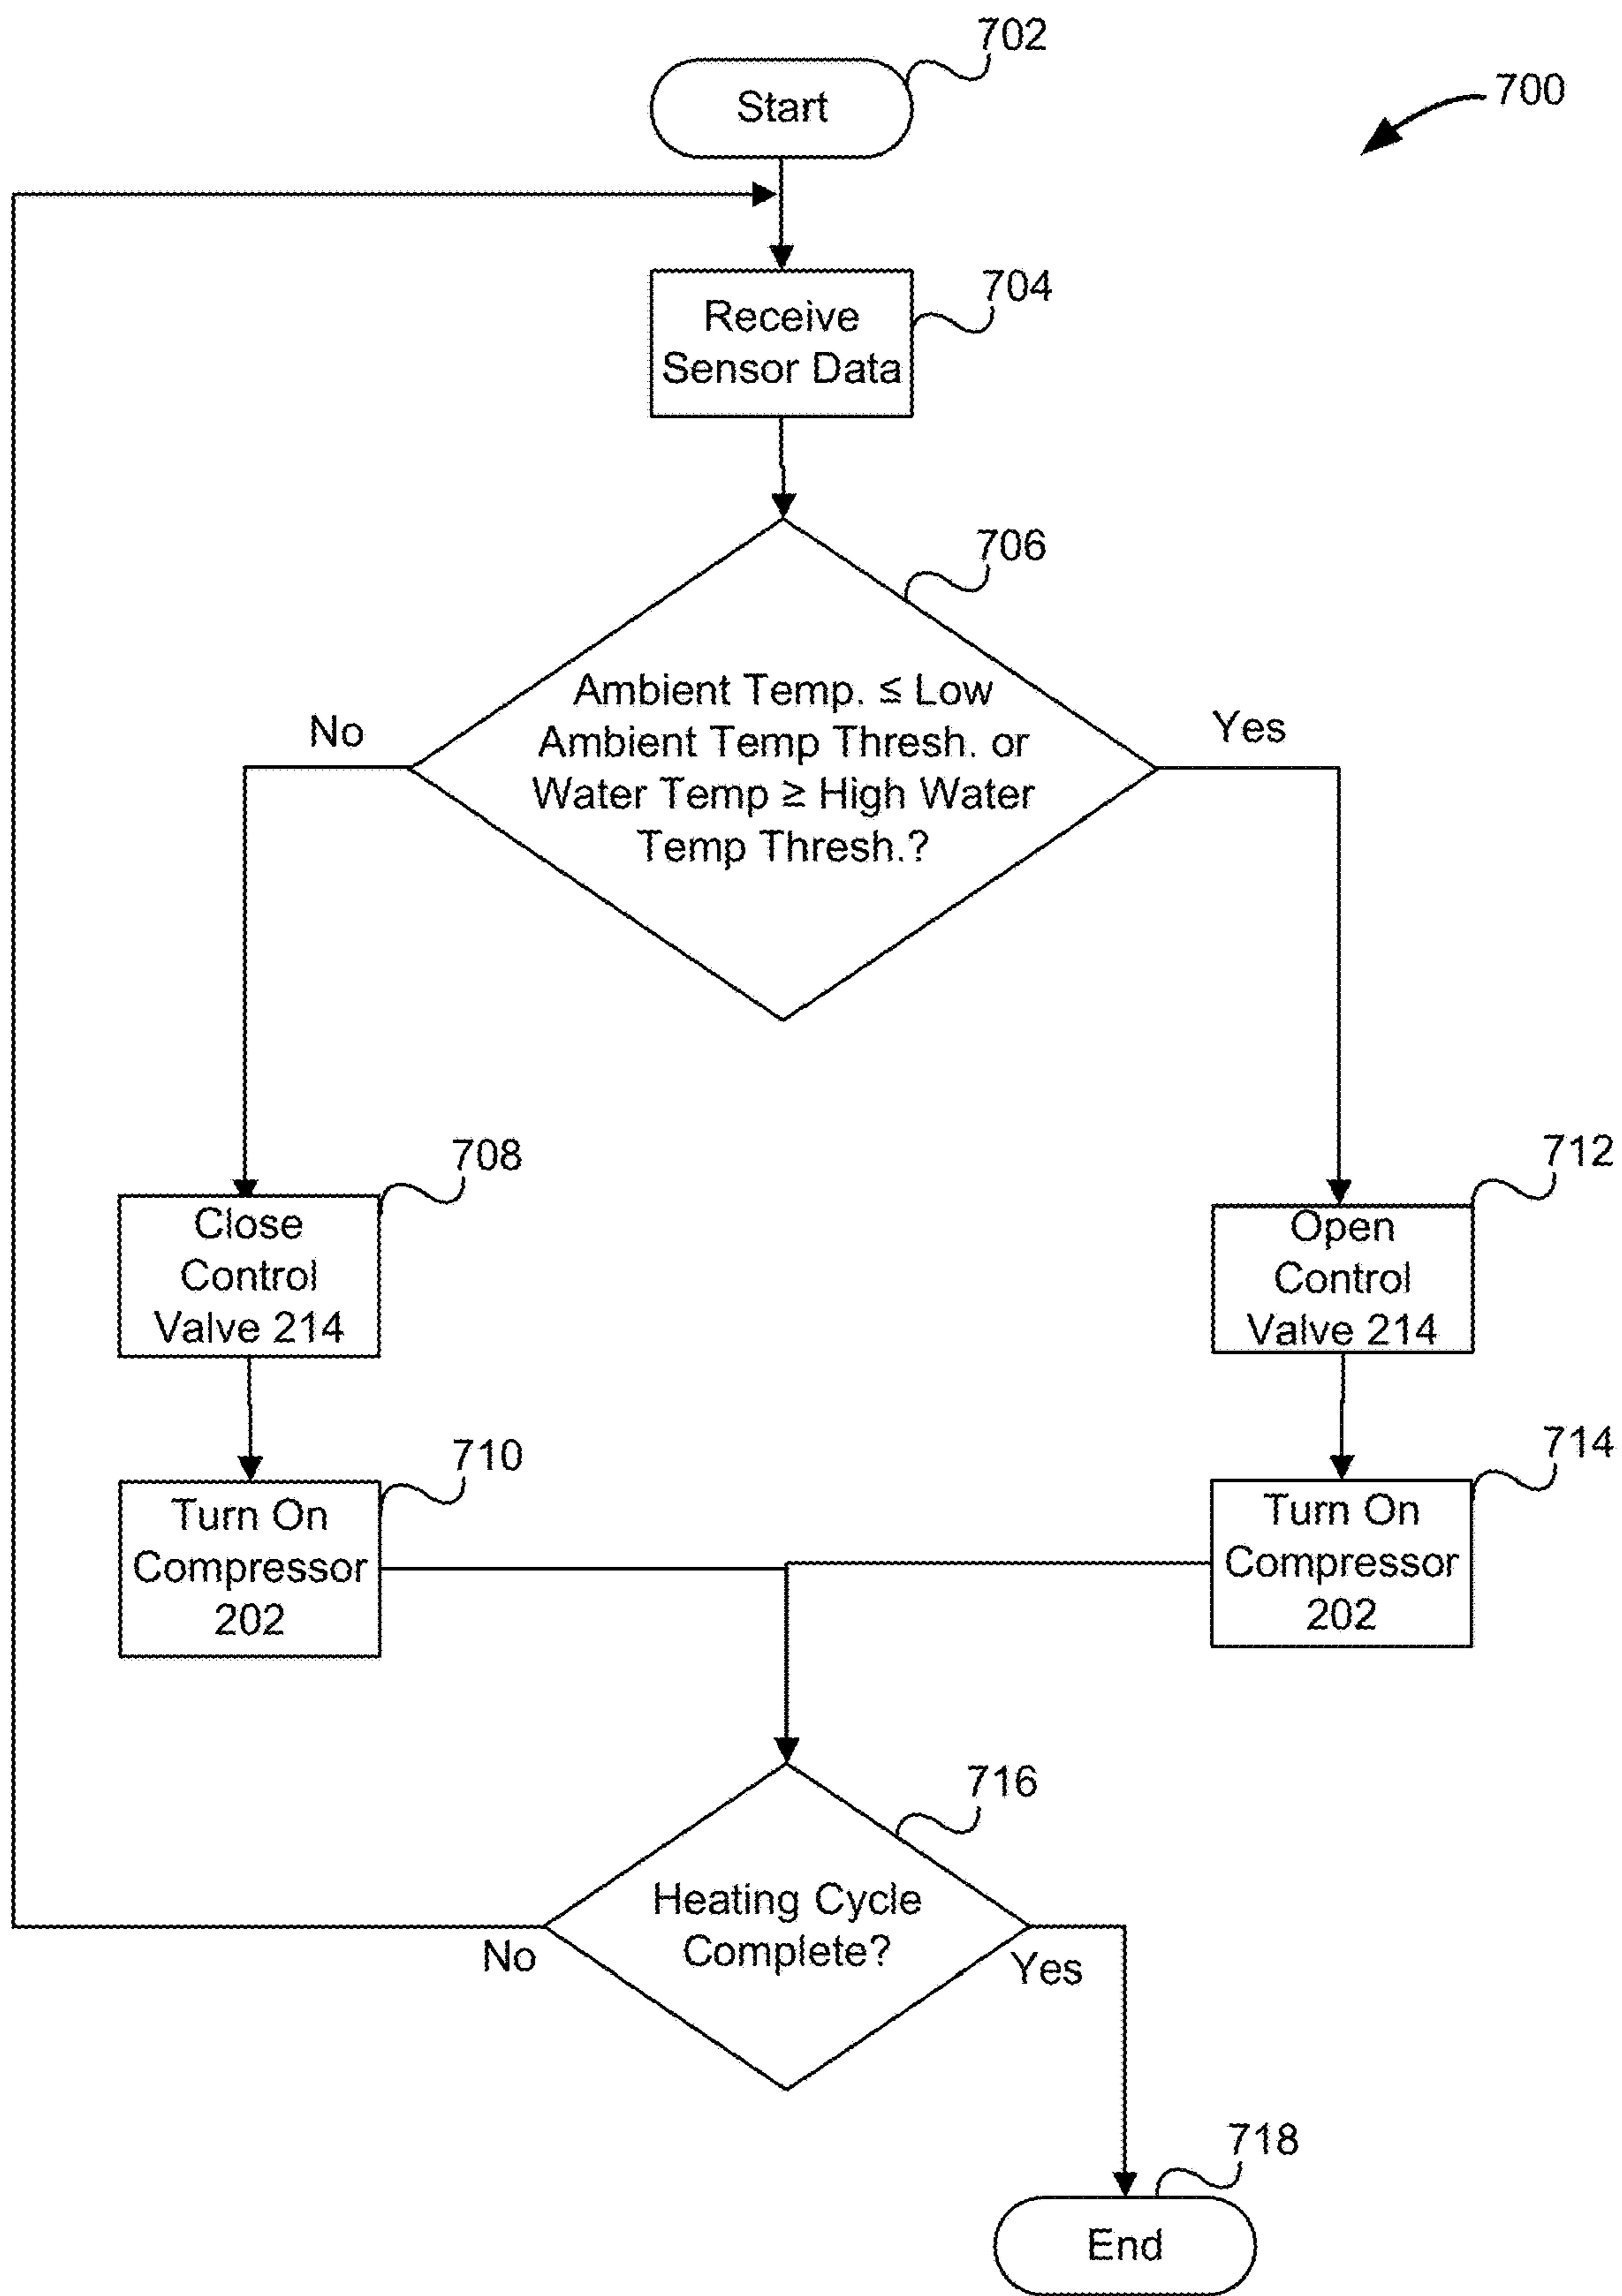 702
Start
700
704
Receive
Sensor Data
706
Ambient Temp. ≤ Low
Ambient Temp Thresh. or
Water Temp ≥ High Water
Temp Thresh.?
No
Yes
708
Close
Control
Valve 214
712
Open
Control
Valve 214
710
Turn On
Compressor
202
714
Turn On
Compressor
202
716
Heating Cycle
Complete?
No
Yes
718
End